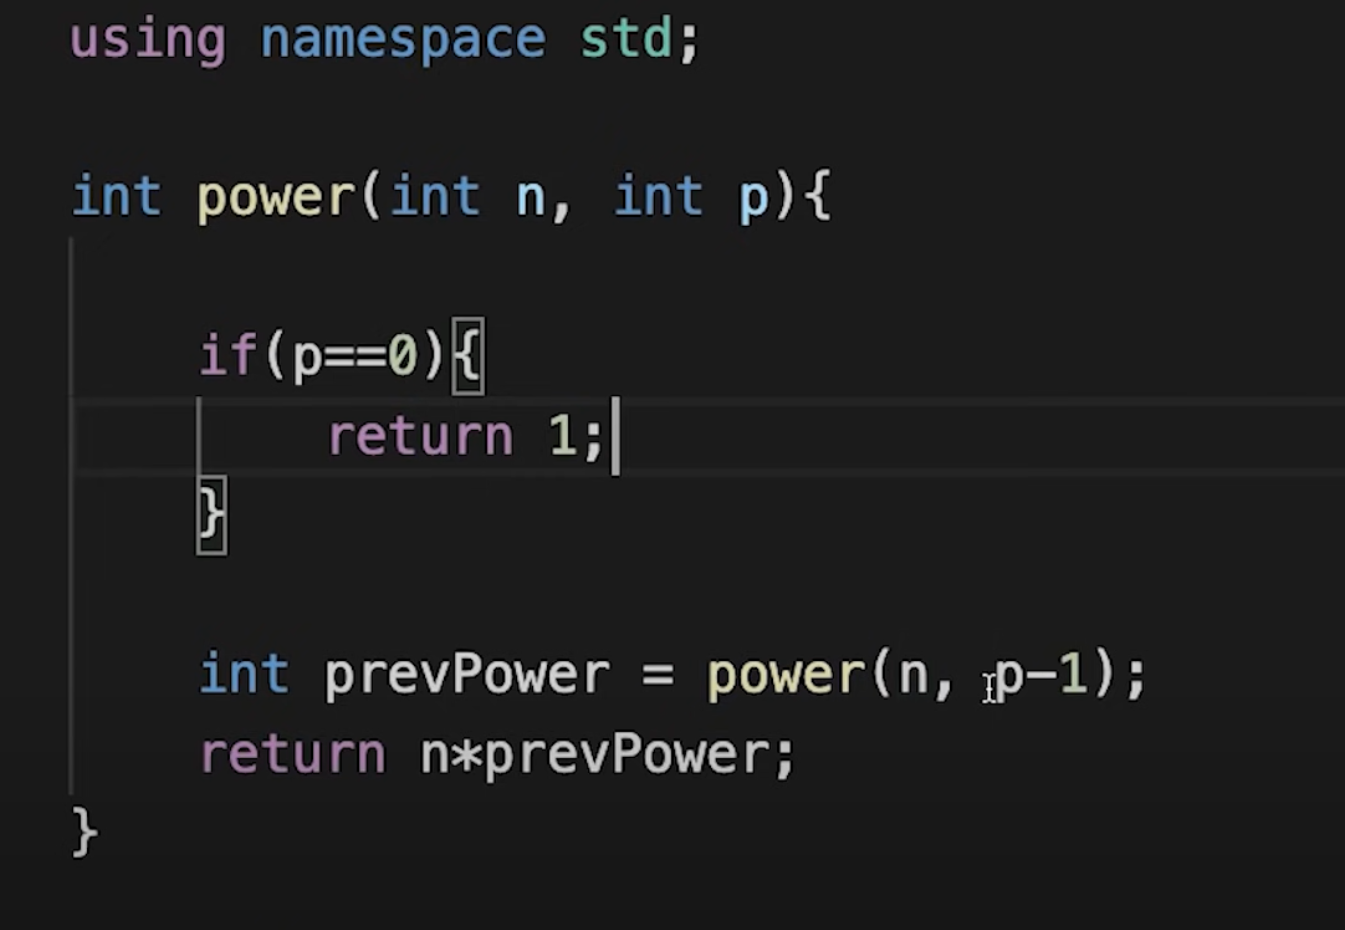 using namespace std;
int power(int n, int p){
if(p==0){
return 1;
}
int prevPower = power(n, p-1);
return n*prevPower;
}